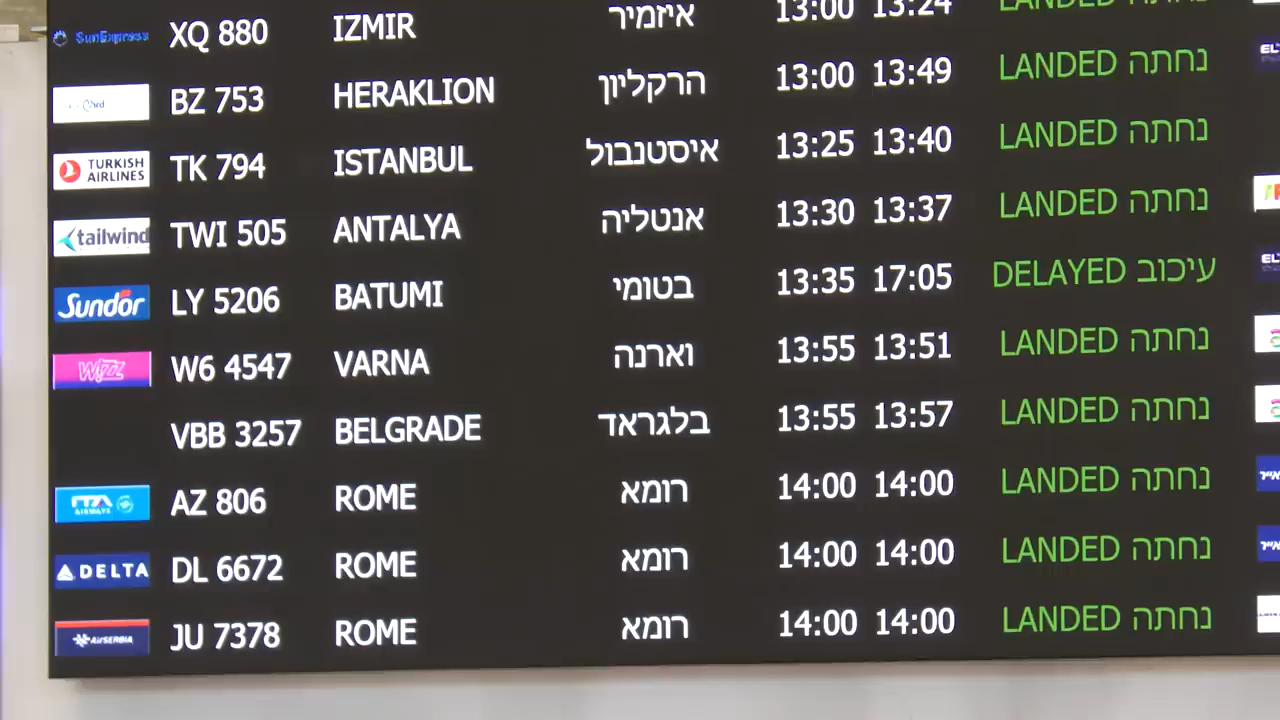 SunExpress XQ 880 IZMIR איזמיר 13:00 13:24 LANDED נחתה
BZ 753 HERAKLION הרקליון 13:00 13:49 LANDED נחתה
TURKISH AIRLINES TK 794 ISTANBUL איסטנבול 13:25 13:40 LANDED נחתה
tailwind TWI 505 ANTALYA אנטליה 13:30 13:37 LANDED נחתה
Sundor LY 5206 BATUMI בטומי 13:35 17:05 DELAYED עיכוב
Wizz W6 4547 VARNA וארנה 13:55 13:51 LANDED נחתה
VBB 3257 BELGRADE בלגראד 13:55 13:57 LANDED נחתה
ITA AIRWAYS AZ 806 ROME רומא 14:00 14:00 LANDED נחתה
DELTA DL 6672 ROME רומא 14:00 14:00 LANDED נחתה
AirSERBIA JU 7378 ROME רומא 14:00 14:00 LANDED נחתה